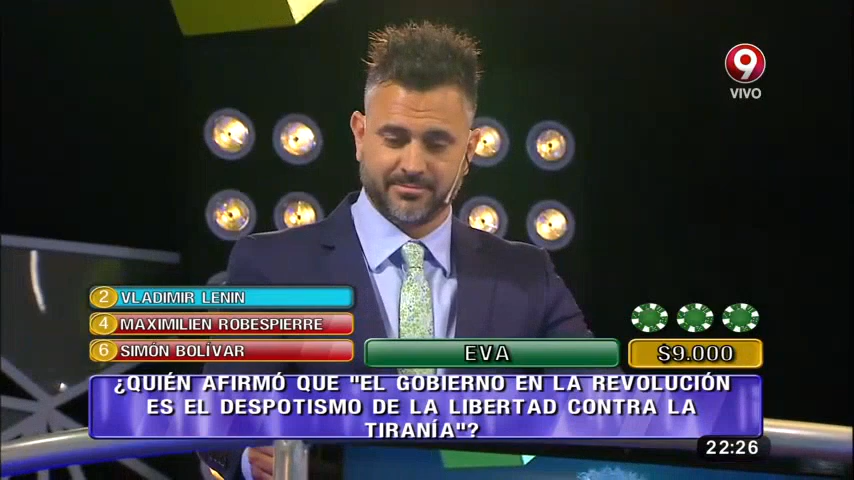 9
VIVO
2 VLADIMIR LENIN
4 MAXIMILIEN ROBESPIERRE
6 SIMÓN BOLÍVAR
EVA
$9.000
¿QUIÉN AFIRMÓ QUE "EL GOBIERNO EN LA REVOLUCIÓN
ES EL DESPOTISMO DE LA LIBERTAD CONTRA LA
TIRANÍA"?
22:26